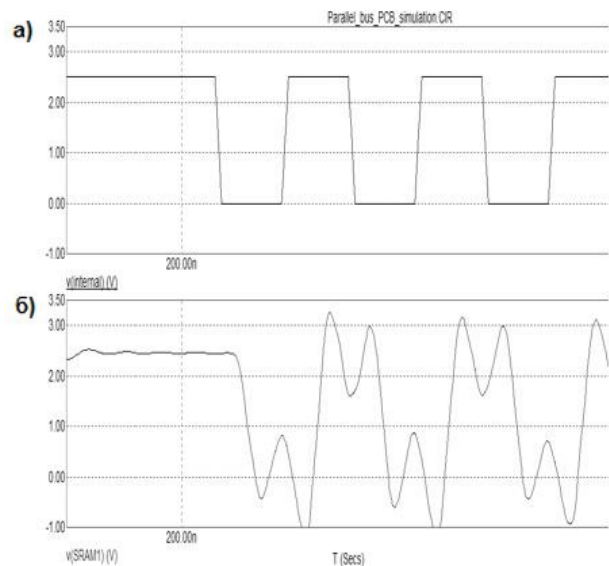 Parallel_bus_PCB_simulation.CIR
а)
3.50
3.00
2.00
1.00
0.00
-1.00
200.00n
v(internal) (V)
б)
3.50
3.00
2.00
1.00
0.00
-1.00
200.00n
v(SRAM1) (V)
T (Secs)